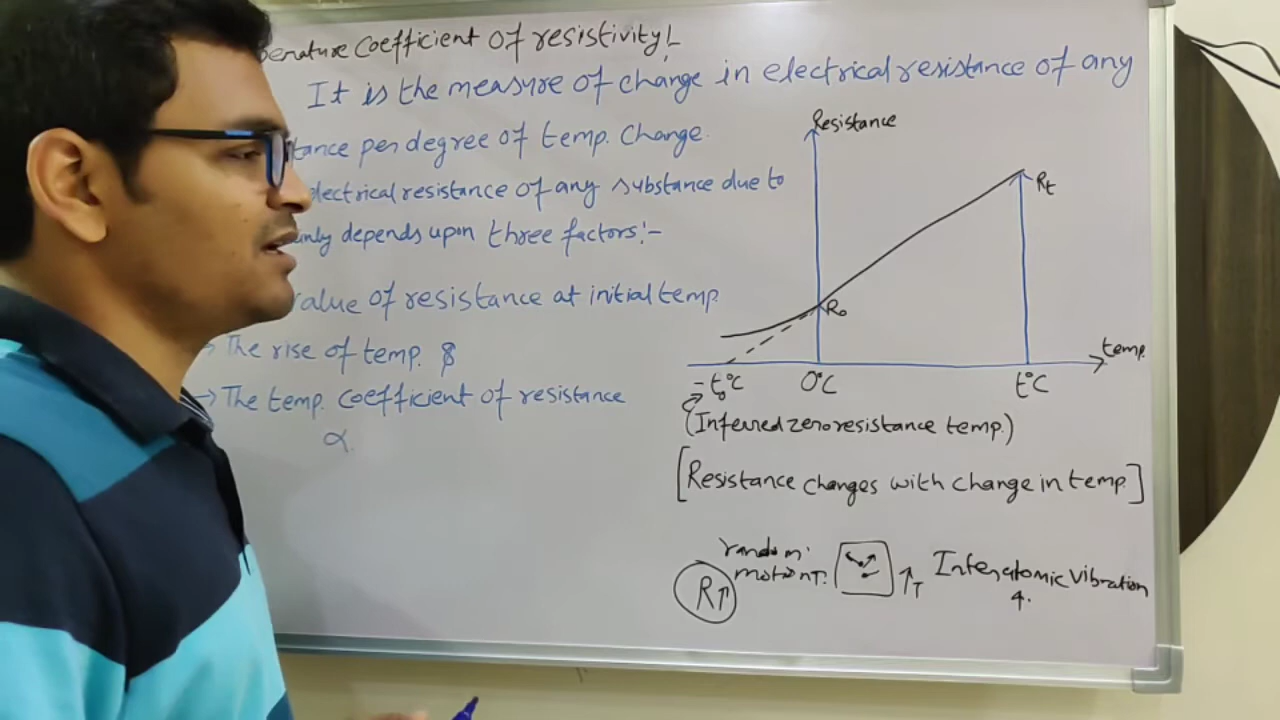 perature Coefficient of resistivity!-
It is the measure of change in electrical resistance of any
tance per degree of temp. Change.
electrical resistance of any substance due to
depends upon three factors:-
value of resistance at initial temp.
→ The rise of temp. &
→ The temp. coefficient of resistance
α.
Resistance
Rt
R₀
temp.
-t₀°C 0°C t°C
(Inferred zero resistance temp.)
[Resistance changes with change in temp.]
random
motion↑.
R↑
↑T
Interatomic Vibration
↑.